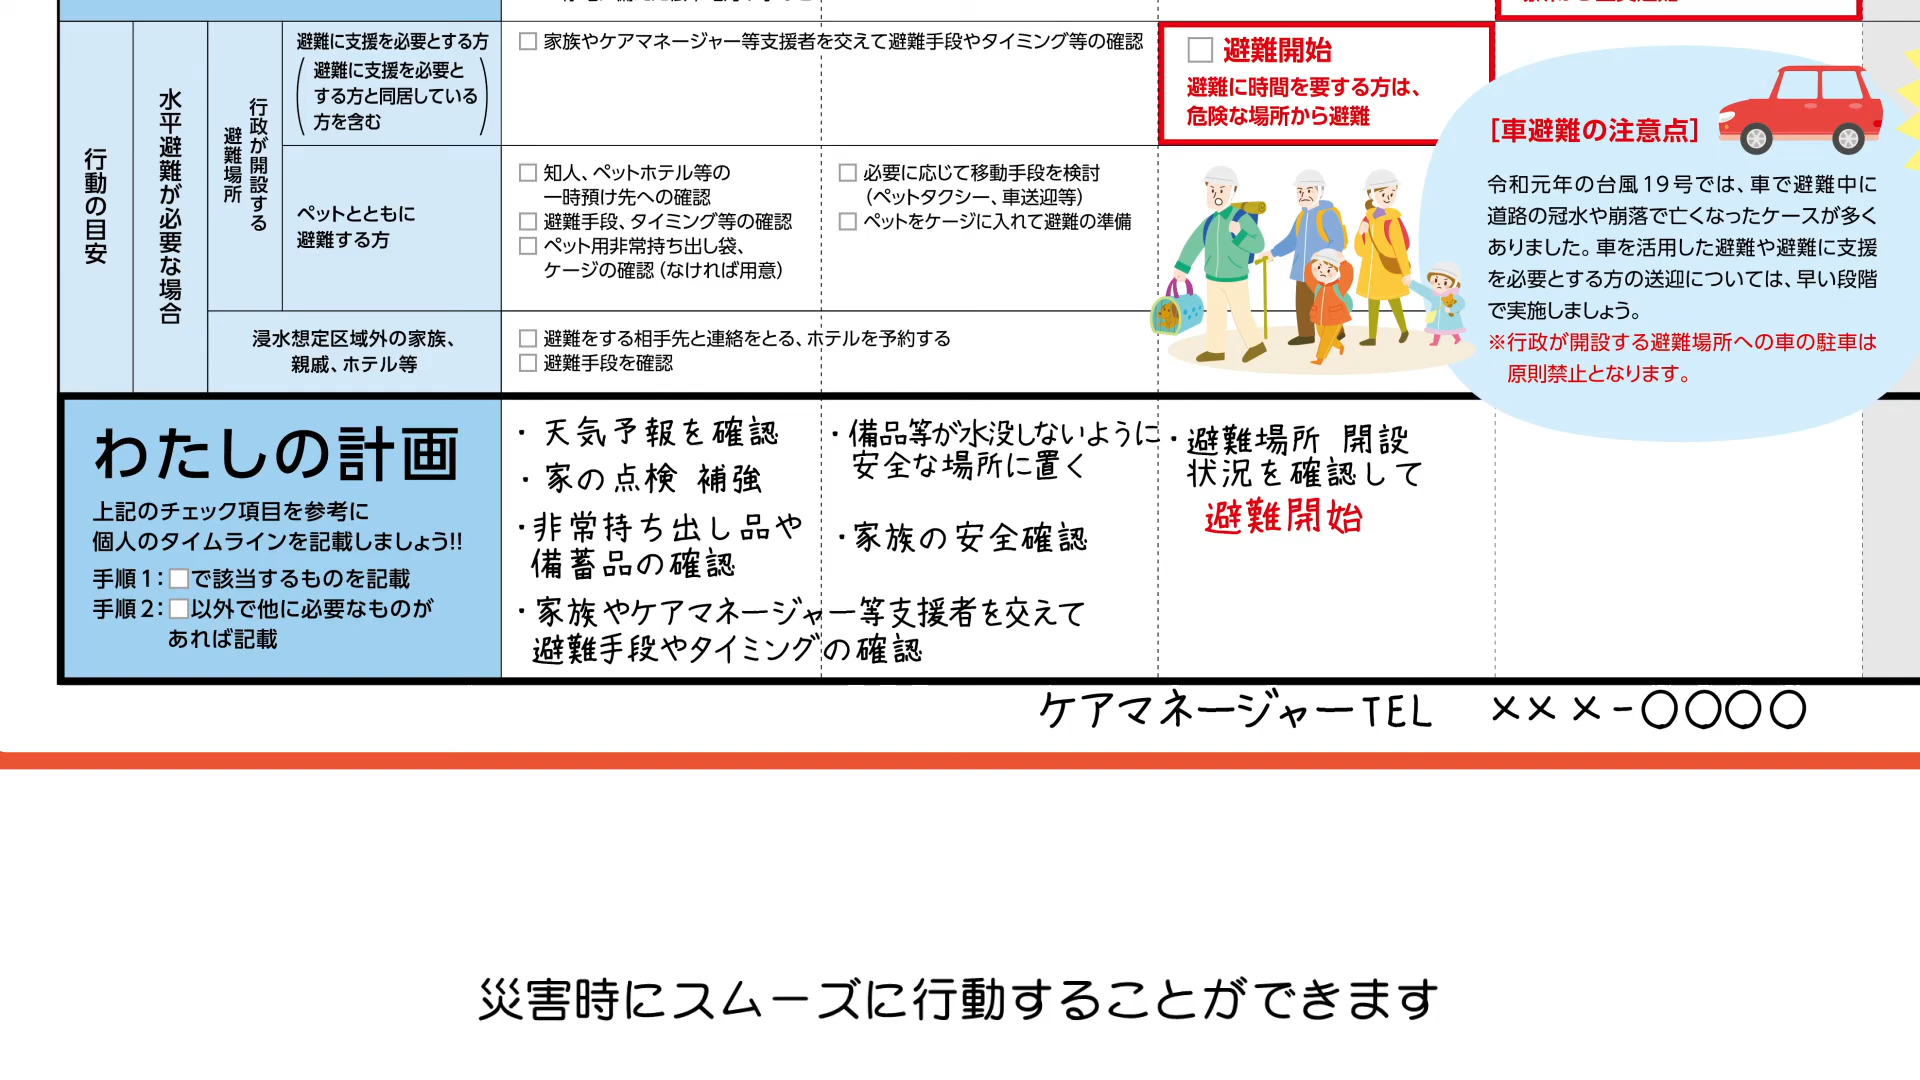 行動の目安
水平避難が必要な場合
行政が開設する
避難場所
避難に支援を必要とする方
避難に支援を必要と
する方と同居している
方を含む
□ 家族やケアマネージャー等支援者を交えて避難手段やタイミング等の確認
□ 避難開始
避難に時間を要する方は、
危険な場所から避難
ペットとともに
避難する方
□ 知人、ペットホテル等の
一時預け先への確認
□ 避難手段、タイミング等の確認
□ ペット用非常持ち出し袋、
ケージの確認（なければ用意）
□ 必要に応じて移動手段を検討
（ペットタクシー、車送迎等）
□ ペットをケージに入れて避難の準備
浸水想定区域外の家族、
親戚、ホテル等
□ 避難をする相手先と連絡をとる、ホテルを予約する
□ 避難手段を確認
［車避難の注意点］
令和元年の台風19号では、車で避難中に
道路の冠水や崩落で亡くなったケースが多く
ありました。車を活用した避難や避難に支援
を必要とする方の送迎については、早い段階
で実施しましょう。
※行政が開設する避難場所への車の駐車は
原則禁止となります。
わたしの計画
上記のチェック項目を参考に
個人のタイムラインを記載しましょう!!
手順1：□で該当するものを記載
手順2：□以外で他に必要なものが
あれば記載
・天気予報を確認
・家の点検 補強
・非常持ち出し品や
備蓄品の確認
・家族やケアマネージャー等支援者を交えて
避難手段やタイミングの確認
・備品等が水没しないように
安全な場所に置く
・家族の安全確認
・避難場所 開設
状況を確認して
避難開始
ケアマネージャーTEL ×××-〇〇〇〇
災害時にスムーズに行動することができます